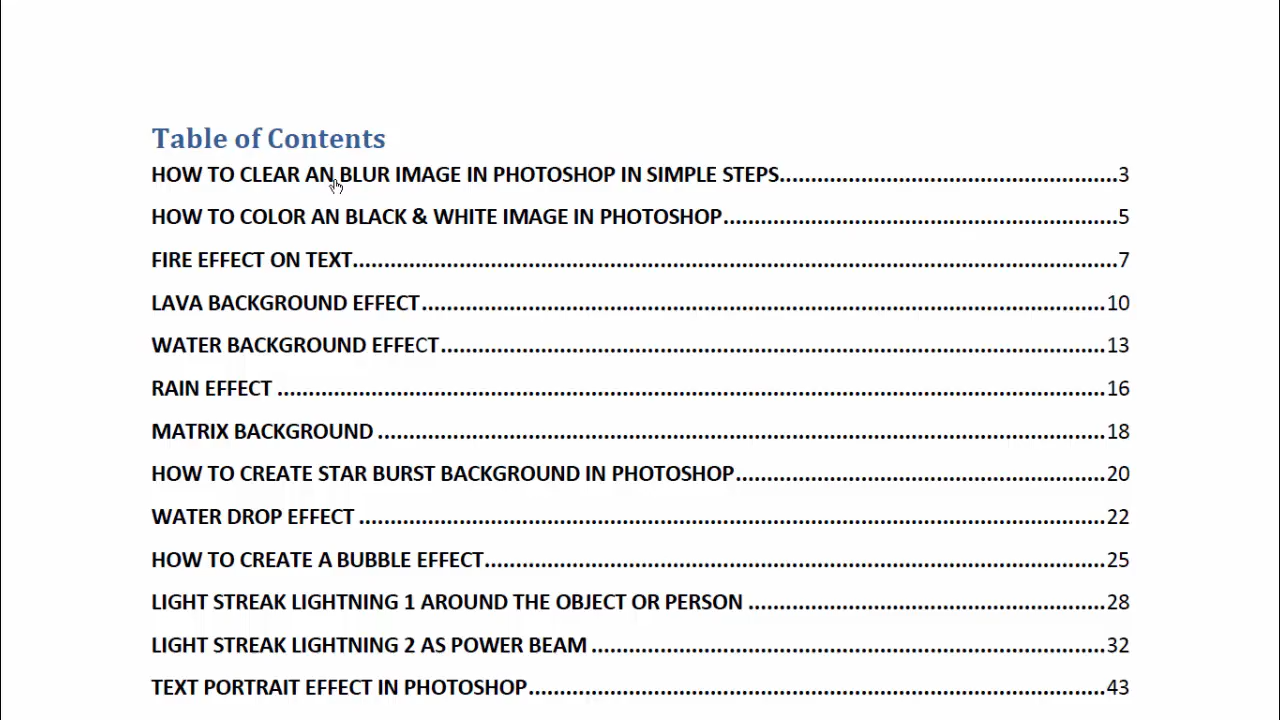 Table of Contents
HOW TO CLEAR AN BLUR IMAGE IN PHOTOSHOP IN SIMPLE STEPS....................................................3
HOW TO COLOR AN BLACK & WHITE IMAGE IN PHOTOSHOP.............................................................5
FIRE EFFECT ON TEXT..............................................................................................................................7
LAVA BACKGROUND EFFECT...................................................................................................................10
WATER BACKGROUND EFFECT................................................................................................................13
RAIN EFFECT ..........................................................................................................................................16
MATRIX BACKGROUND ..........................................................................................................................18
HOW TO CREATE STAR BURST BACKGROUND IN PHOTOSHOP..........................................................20
WATER DROP EFFECT .............................................................................................................................22
HOW TO CREATE A BUBBLE EFFECT.........................................................................................................25
LIGHT STREAK LIGHTNING 1 AROUND THE OBJECT OR PERSON ........................................................28
LIGHT STREAK LIGHTNING 2 AS POWER BEAM .................................................................................32
TEXT PORTRAIT EFFECT IN PHOTOSHOP............................................................................................43